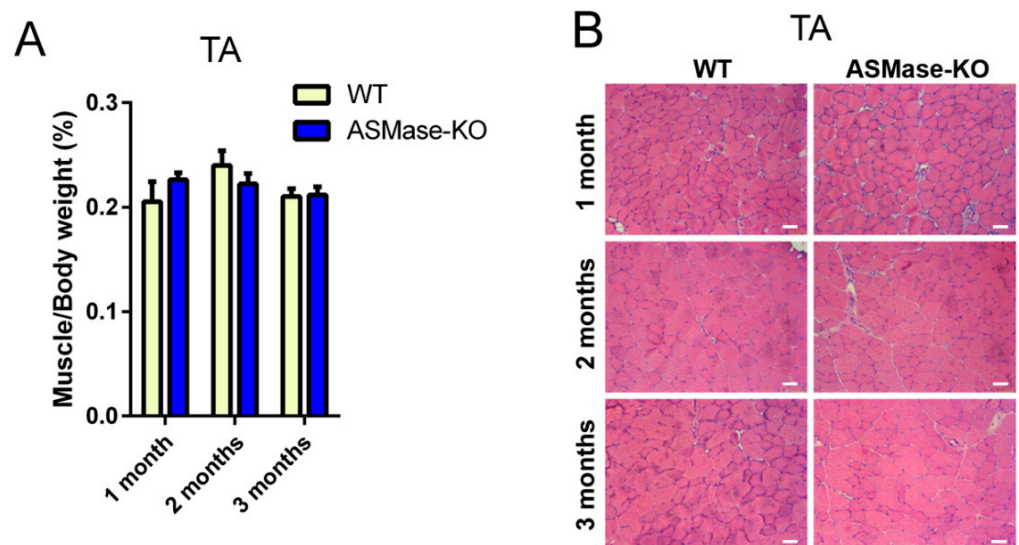 A
TA
WT
ASMase-KO
Muscle/Body weight (%)
0.3
0.2
0.1
0.0
1 month
2 months
3 months
B
TA
WT
ASMase-KO
1 month
2 months
3 months